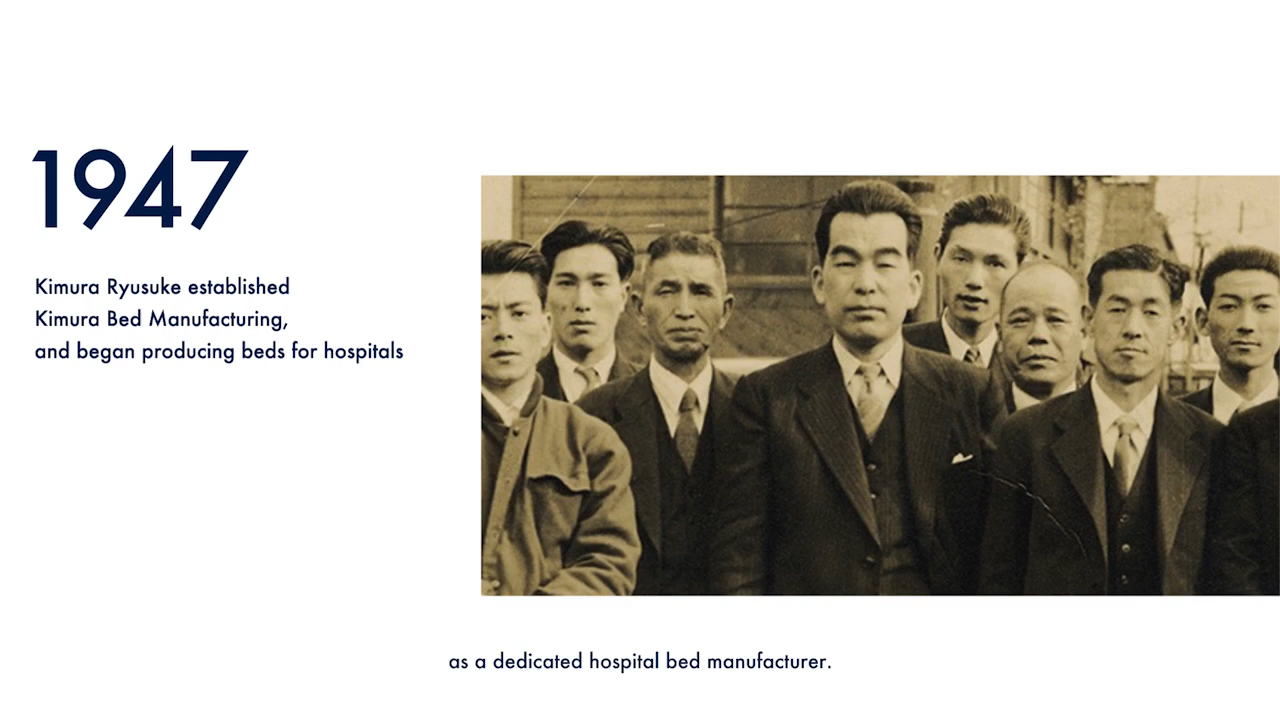 1947
Kimura Ryusuke established
Kimura Bed Manufacturing,
and began producing beds for hospitals
as a dedicated hospital bed manufacturer.